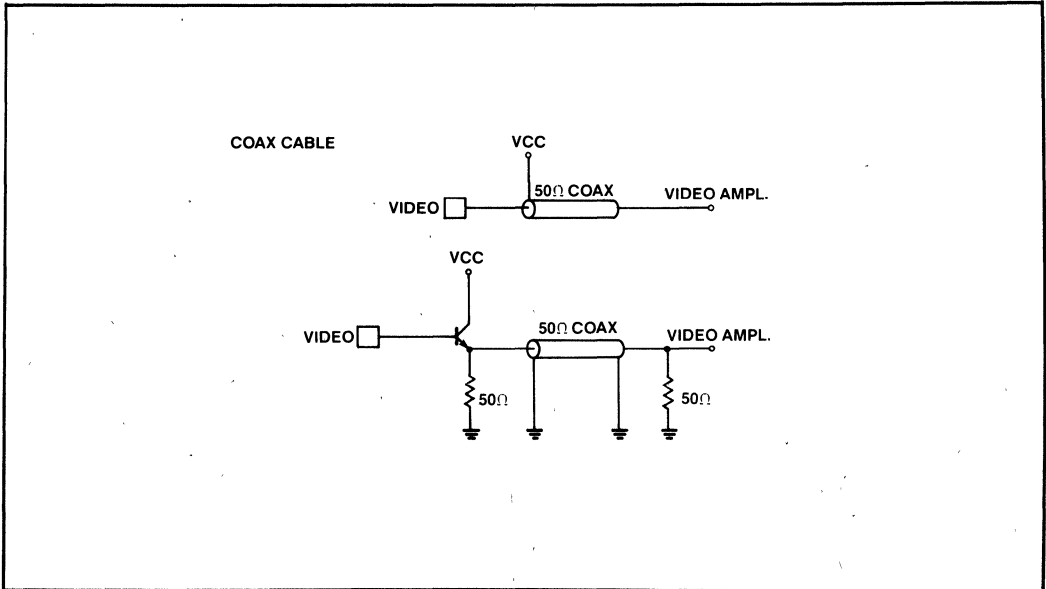 COAX CABLE
VCC
50Ω COAX
VIDEO AMPL.
VIDEO
VCC
VIDEO
50Ω COAX
VIDEO AMPL.
50Ω
50Ω